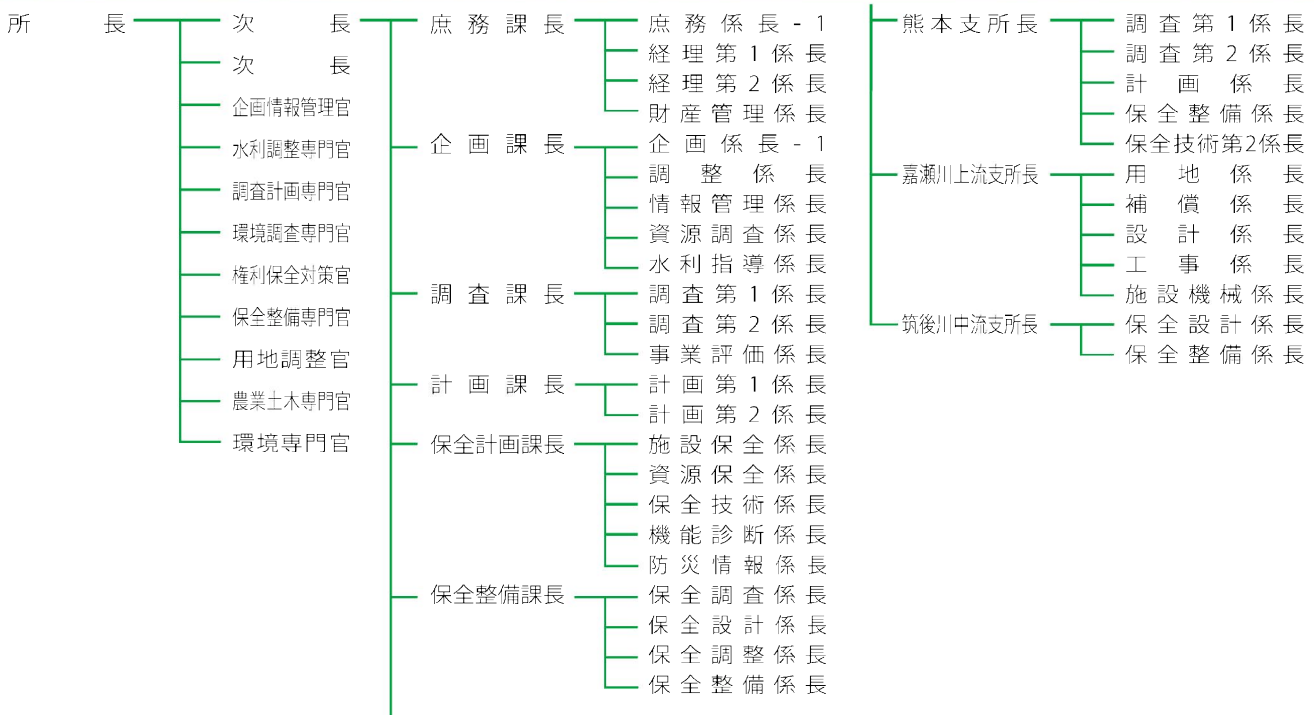 所長
次長
次長
企画情報管理官
水利調整専門官
調査計画専門官
環境調査専門官
権利保全対策官
保全整備専門官
用地調整官
農業土木専門官
環境専門官
庶務課長
庶務係長-1
経理第1係長
経理第2係長
財産管理係長
企画課長
企画係長-1
調整係長
情報管理係長
資源調査係長
水利指導係長
調査課長
調査第1係長
調査第2係長
事業評価係長
計画課長
計画第1係長
計画第2係長
保全計画課長
施設保全係長
資源保全係長
保全技術係長
機能診断係長
防災情報係長
保全整備課長
保全調査係長
保全設計係長
保全調整係長
保全整備係長
熊本支所長
調査第1係長
調査第2係長
計画係長
保全整備係長
保全技術第2係長
嘉瀬川上流支所長
用地係長
補償係長
設計係長
工事係長
施設機械係長
筑後川中流支所長
保全設計係長
保全整備係長